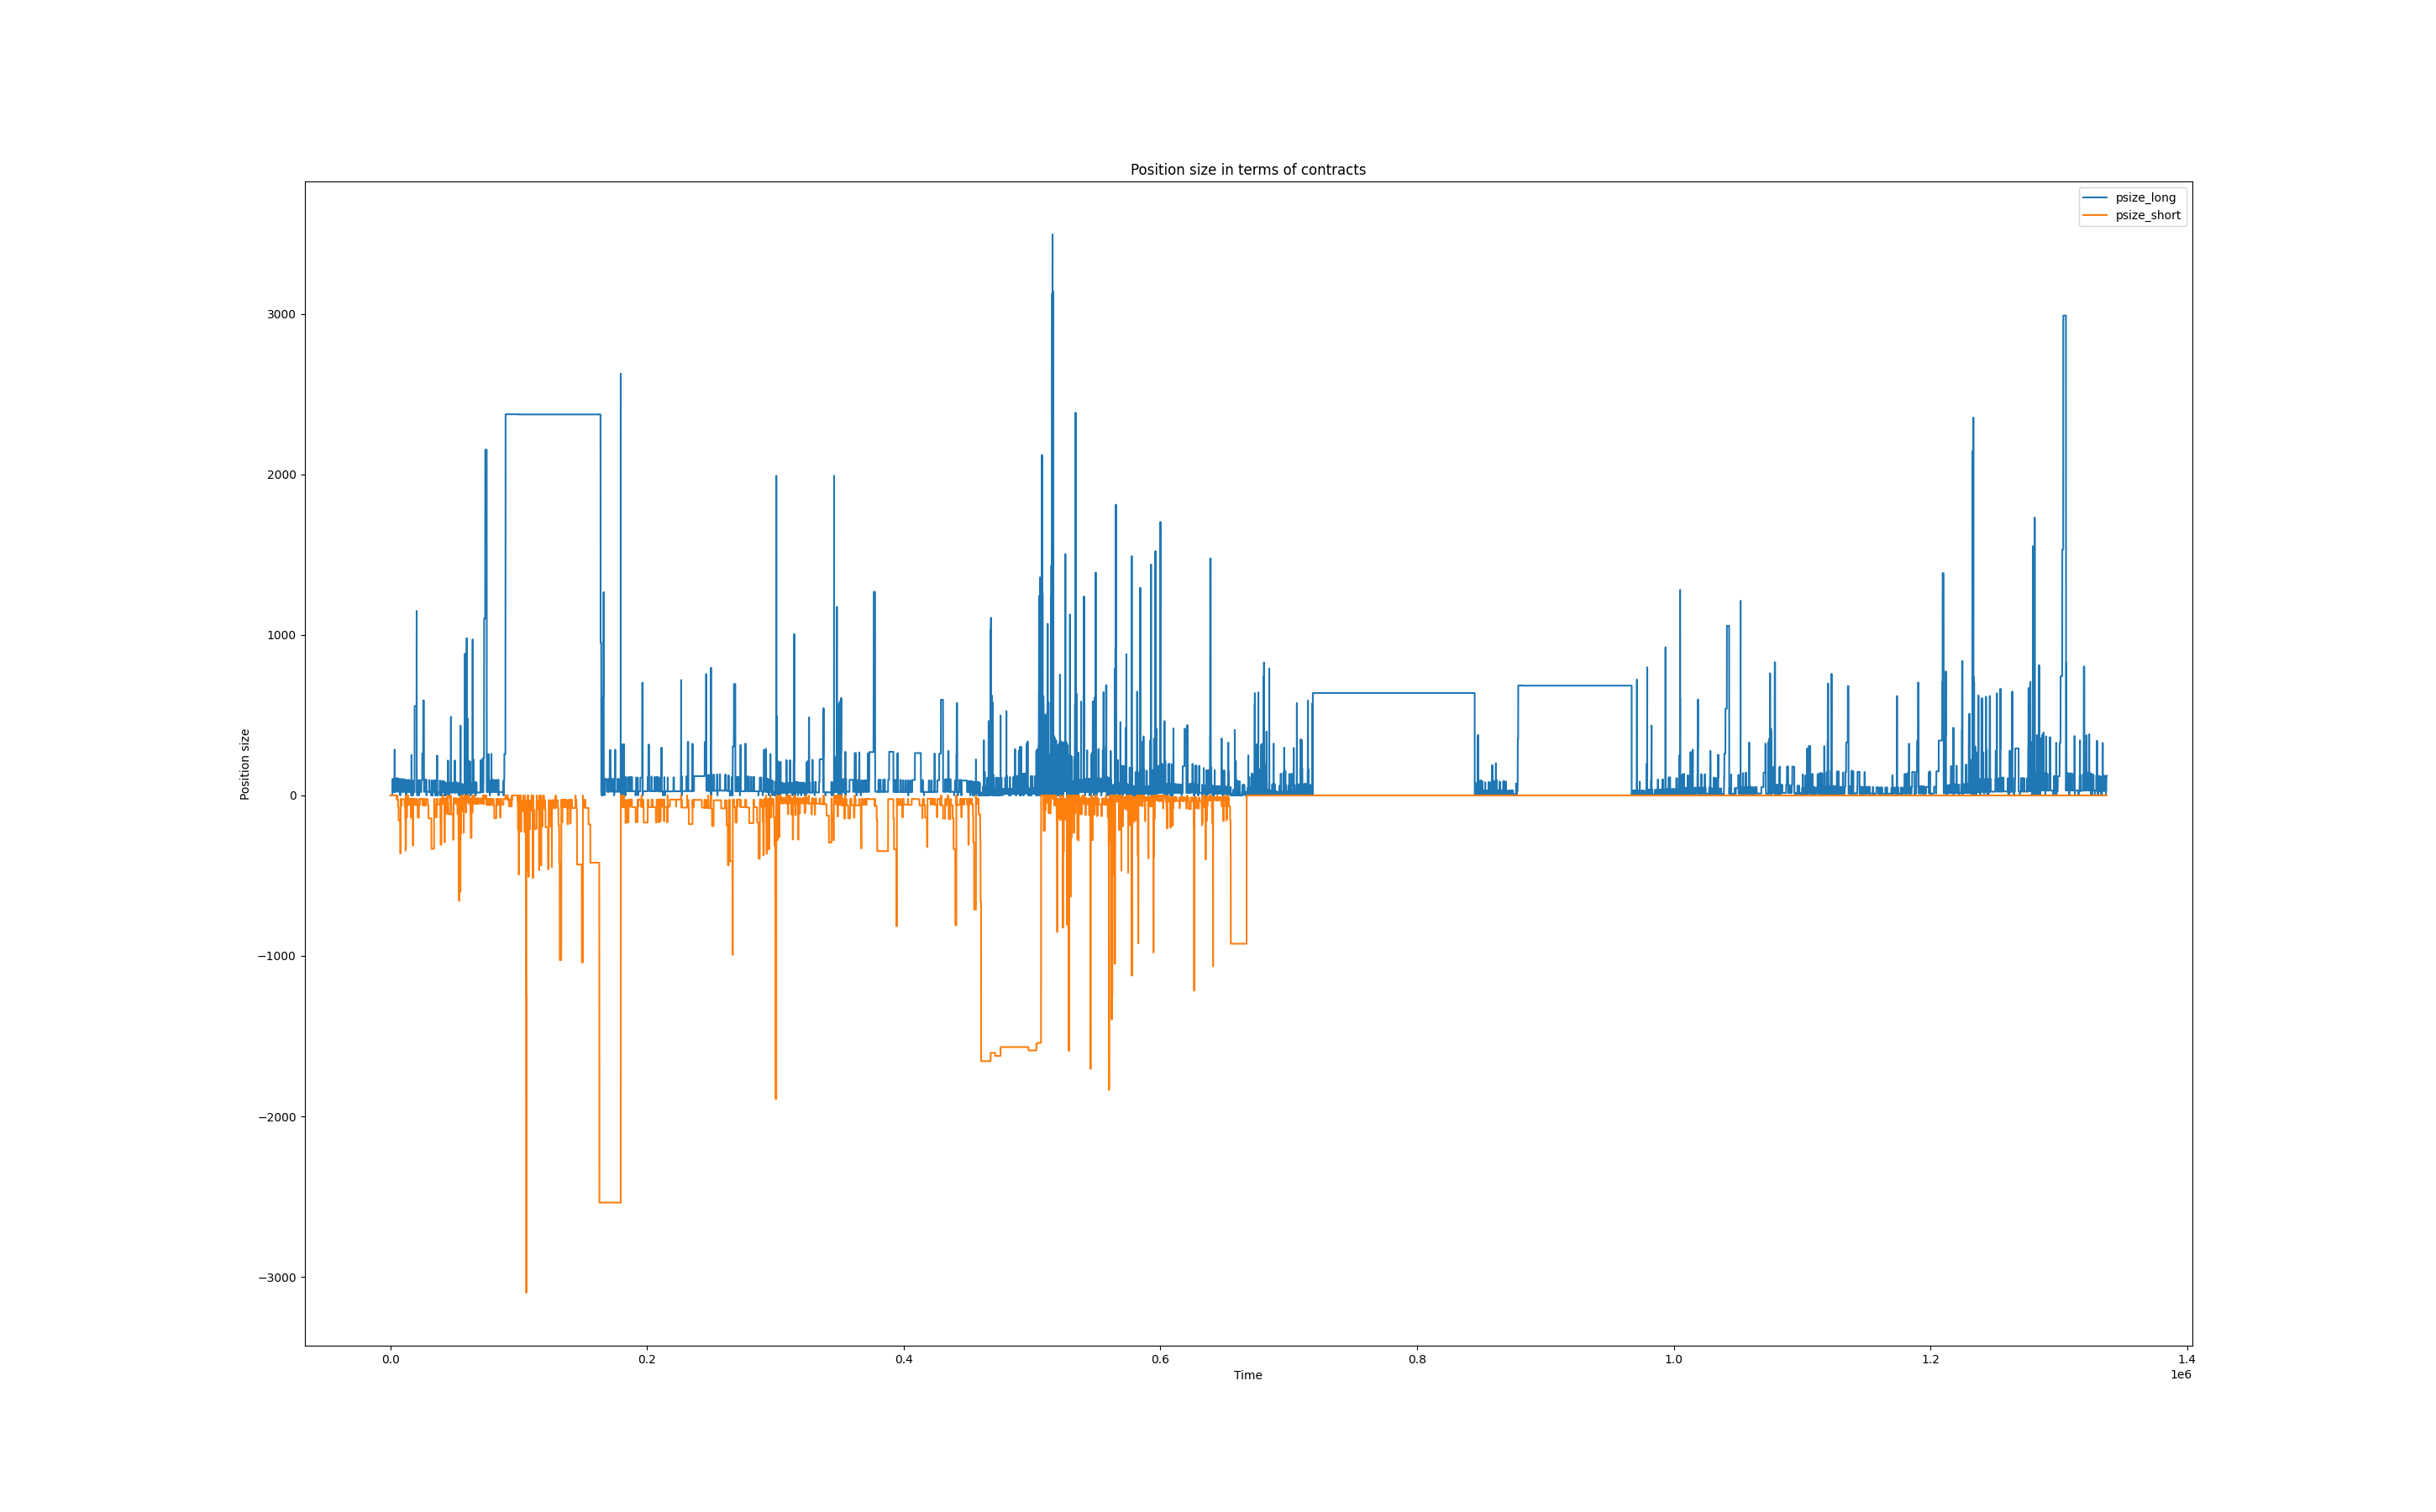 Position size in terms of contracts
psize_long
psize_short
Position size
3000
2000
1000
0
−1000
−2000
−3000
0.0
0.2
0.4
0.6
0.8
1.0
1.2
1.4
Time
1e6